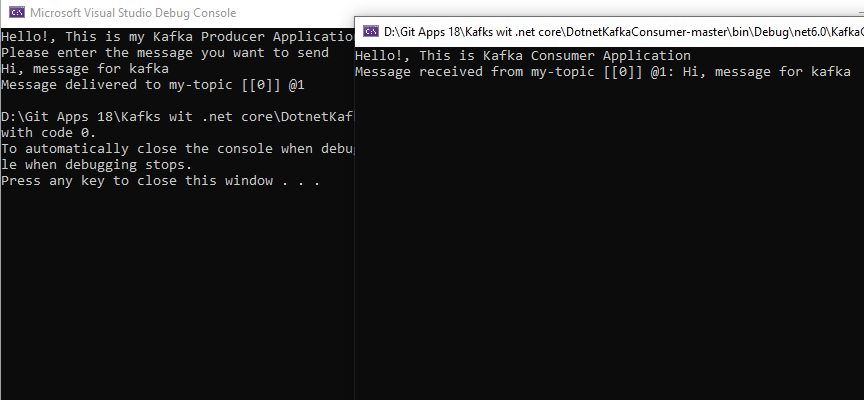 Microsoft Visual Studio Debug Console
Hello!, This is my Kafka Producer Application
Please enter the message you want to send
Hi, message for kafka
Message delivered to my-topic [[0]] @1
D:\Git Apps 18\Kafks wit .net core\DotnetKaf
with code 0.
To automatically close the console when debug
le when debugging stops.
Press any key to close this window . . .
D:\Git Apps 18\Kafks wit .net core\DotnetKafkaConsumer-master\bin\Debug\net6.0\KafkaC
Hello!, This is Kafka Consumer Application
Message received from my-topic [[0]] @1: Hi, message for kafka